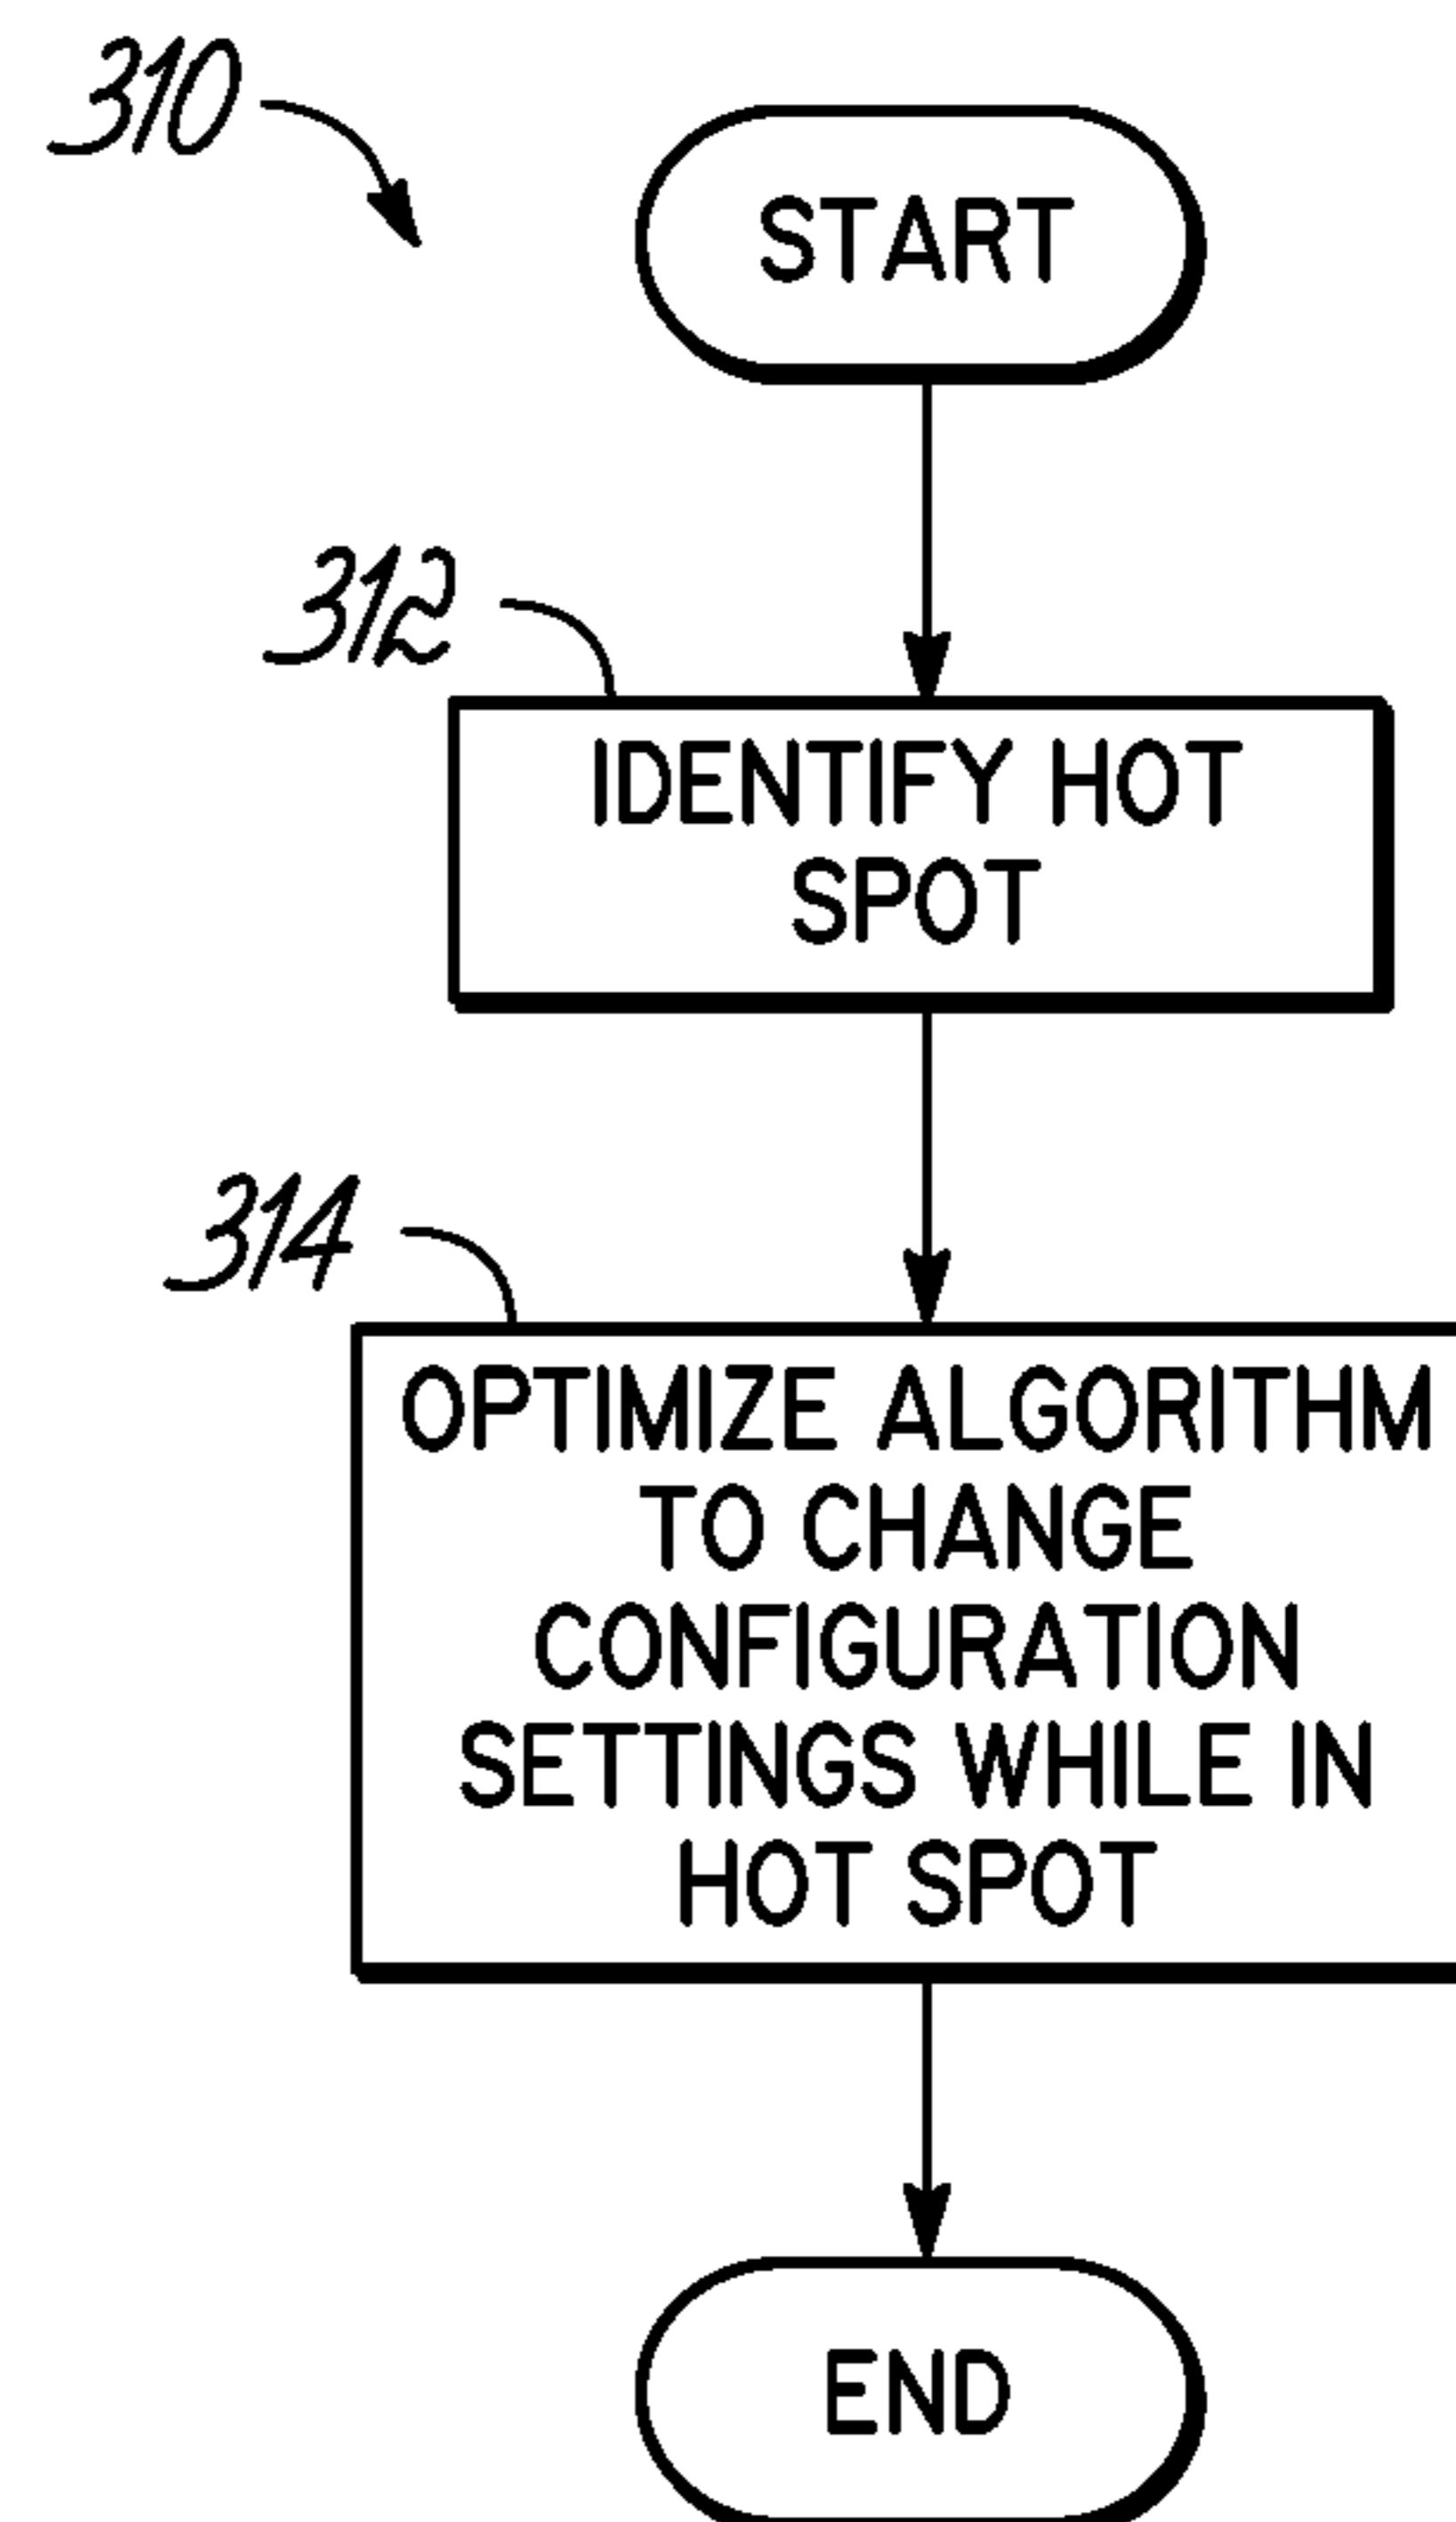 310
START
312
IDENTIFY HOT
SPOT
314
OPTIMIZE ALGORITHM
TO CHANGE
CONFIGURATION
SETTINGS WHILE IN
HOT SPOT
END